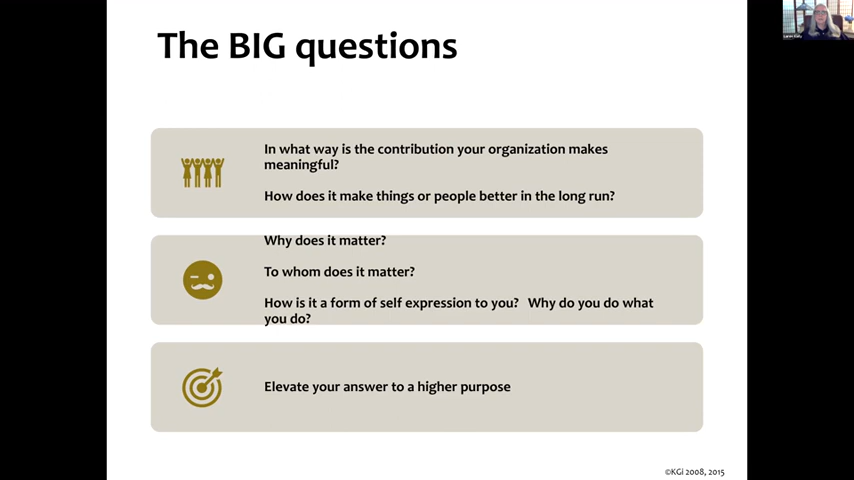 The BIG questions
In what way is the contribution your organization makes
meaningful?
How does it make things or people better in the long run?
Why does it matter?
To whom does it matter?
How is it a form of self expression to you?   Why do you do what
you do?
Elevate your answer to a higher purpose
©KGi 2008, 2015